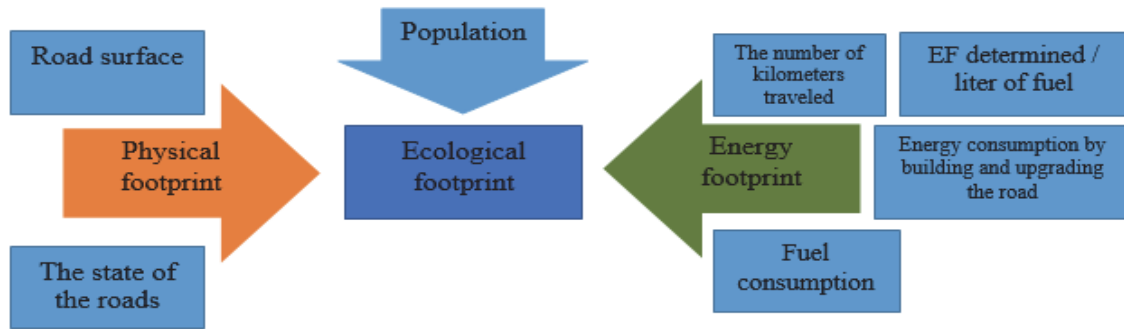 Road surface
Physical
footprint
The state of
the roads
Population
Ecological
footprint
Energy
footprint
The number of
kilometers
traveled
EF determined /
liter of fuel
Energy consumption by
building and upgrading
the road
Fuel
consumption